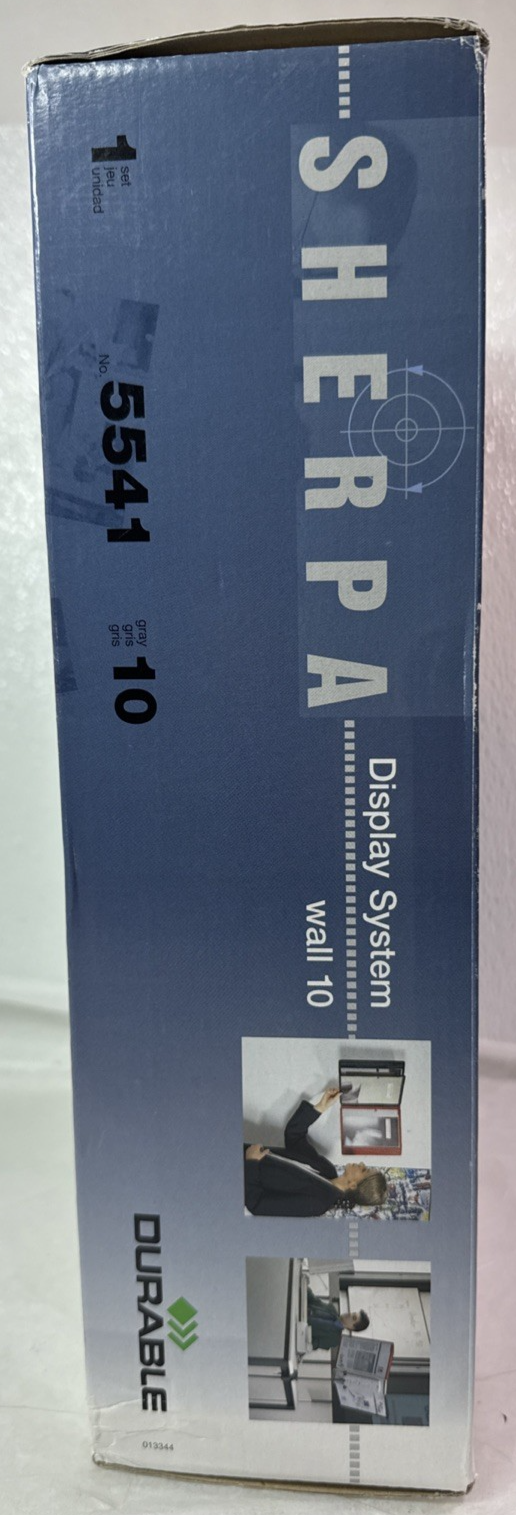 SHERPA
Display System
wall 10
1 set
jeu
unidad
No. 5541
gray
gris
gris
10
DURABLE
013344